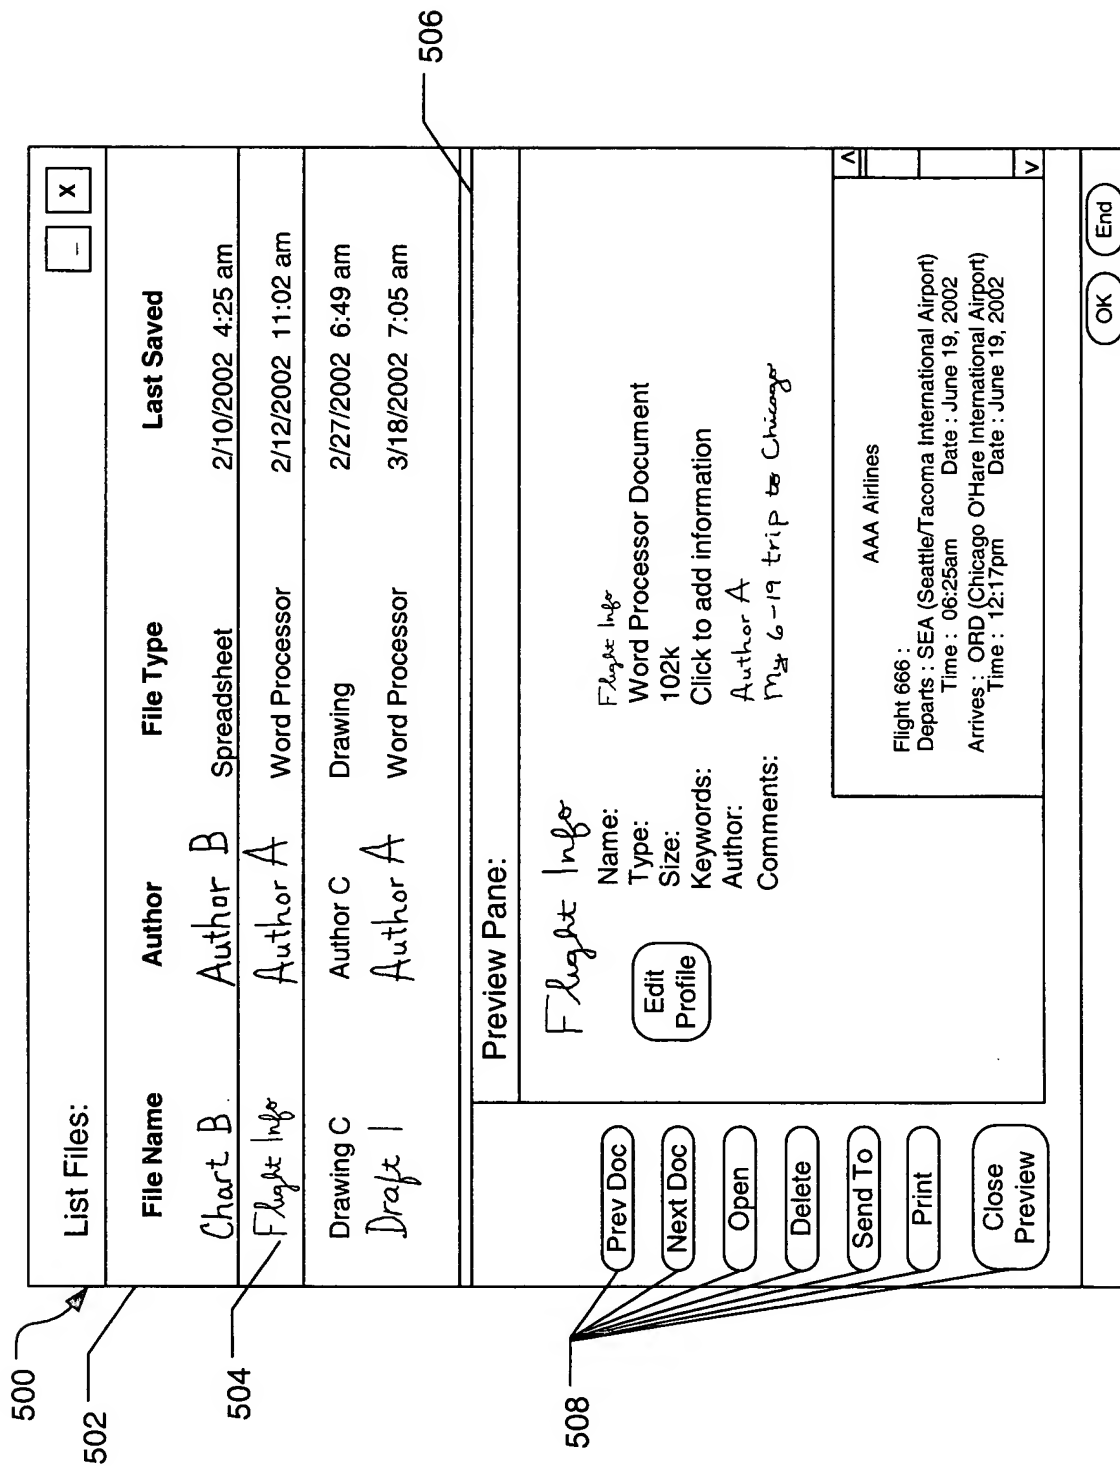 500
List Files:
_ X
502
File Name Author File Type Last Saved
Chart B Author B Spreadsheet 2/10/2002 4:25 am
504
Flight Info Author A Word Processor 2/12/2002 11:02 am
Drawing C Author C Drawing 2/27/2002 6:49 am
Draft 1 Author A Word Processor 3/18/2002 7:05 am
506
Preview Pane:
Flight Info
508
Prev Doc
Next Doc
Open
Delete
Send To
Print
Close
Preview
Edit
Profile
Name: Flight Info
Type: Word Processor Document
Size: 102k
Keywords: Click to add information
Author: Author A
Comments: My 6-19 trip to Chicago
AAA Airlines
Flight 666 :
Departs : SEA (Seattle/Tacoma International Airport)
Time : 06:25am Date : June 19, 2002
Arrives : ORD (Chicago O'Hare International Airport)
Time : 12:17pm Date : June 19, 2002
OK End